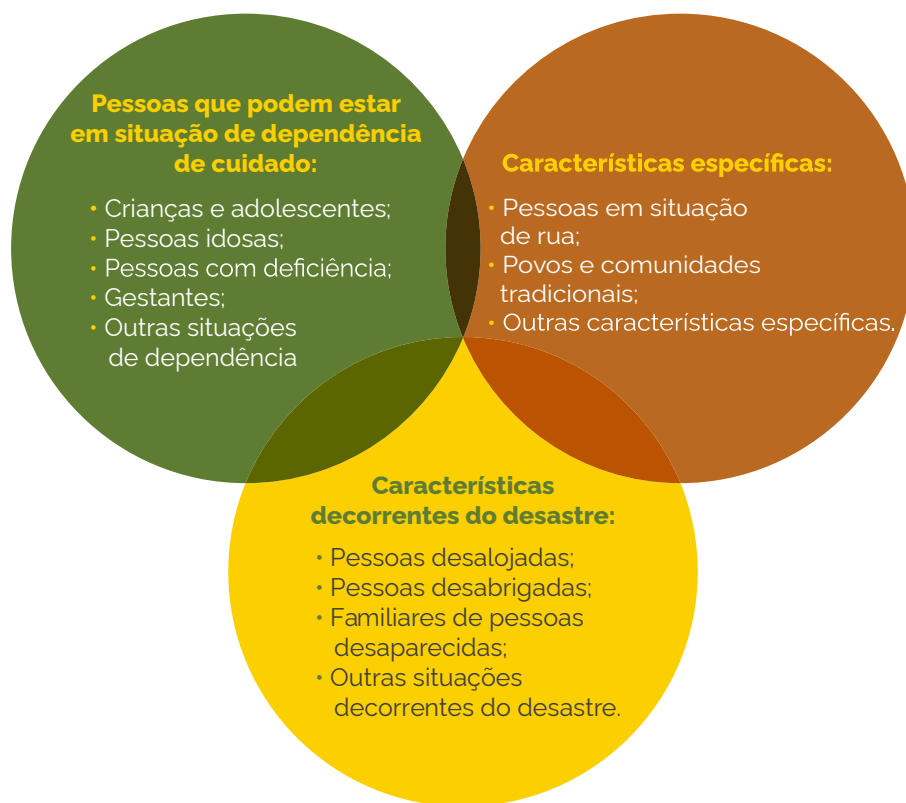 Pessoas que podem estar
em situação de dependência
de cuidado:
• Crianças e adolescentes;
• Pessoas idosas;
• Pessoas com deficiência;
• Gestantes;
• Outras situações
de dependência
Características específicas:
• Pessoas em situação
de rua;
• Povos e comunidades
tradicionais;
• Outras características específicas.
Características
decorrentes do desastre:
• Pessoas desalojadas;
• Pessoas desabrigadas;
• Familiares de pessoas
desaparecidas;
• Outras situações
decorrentes do desastre.